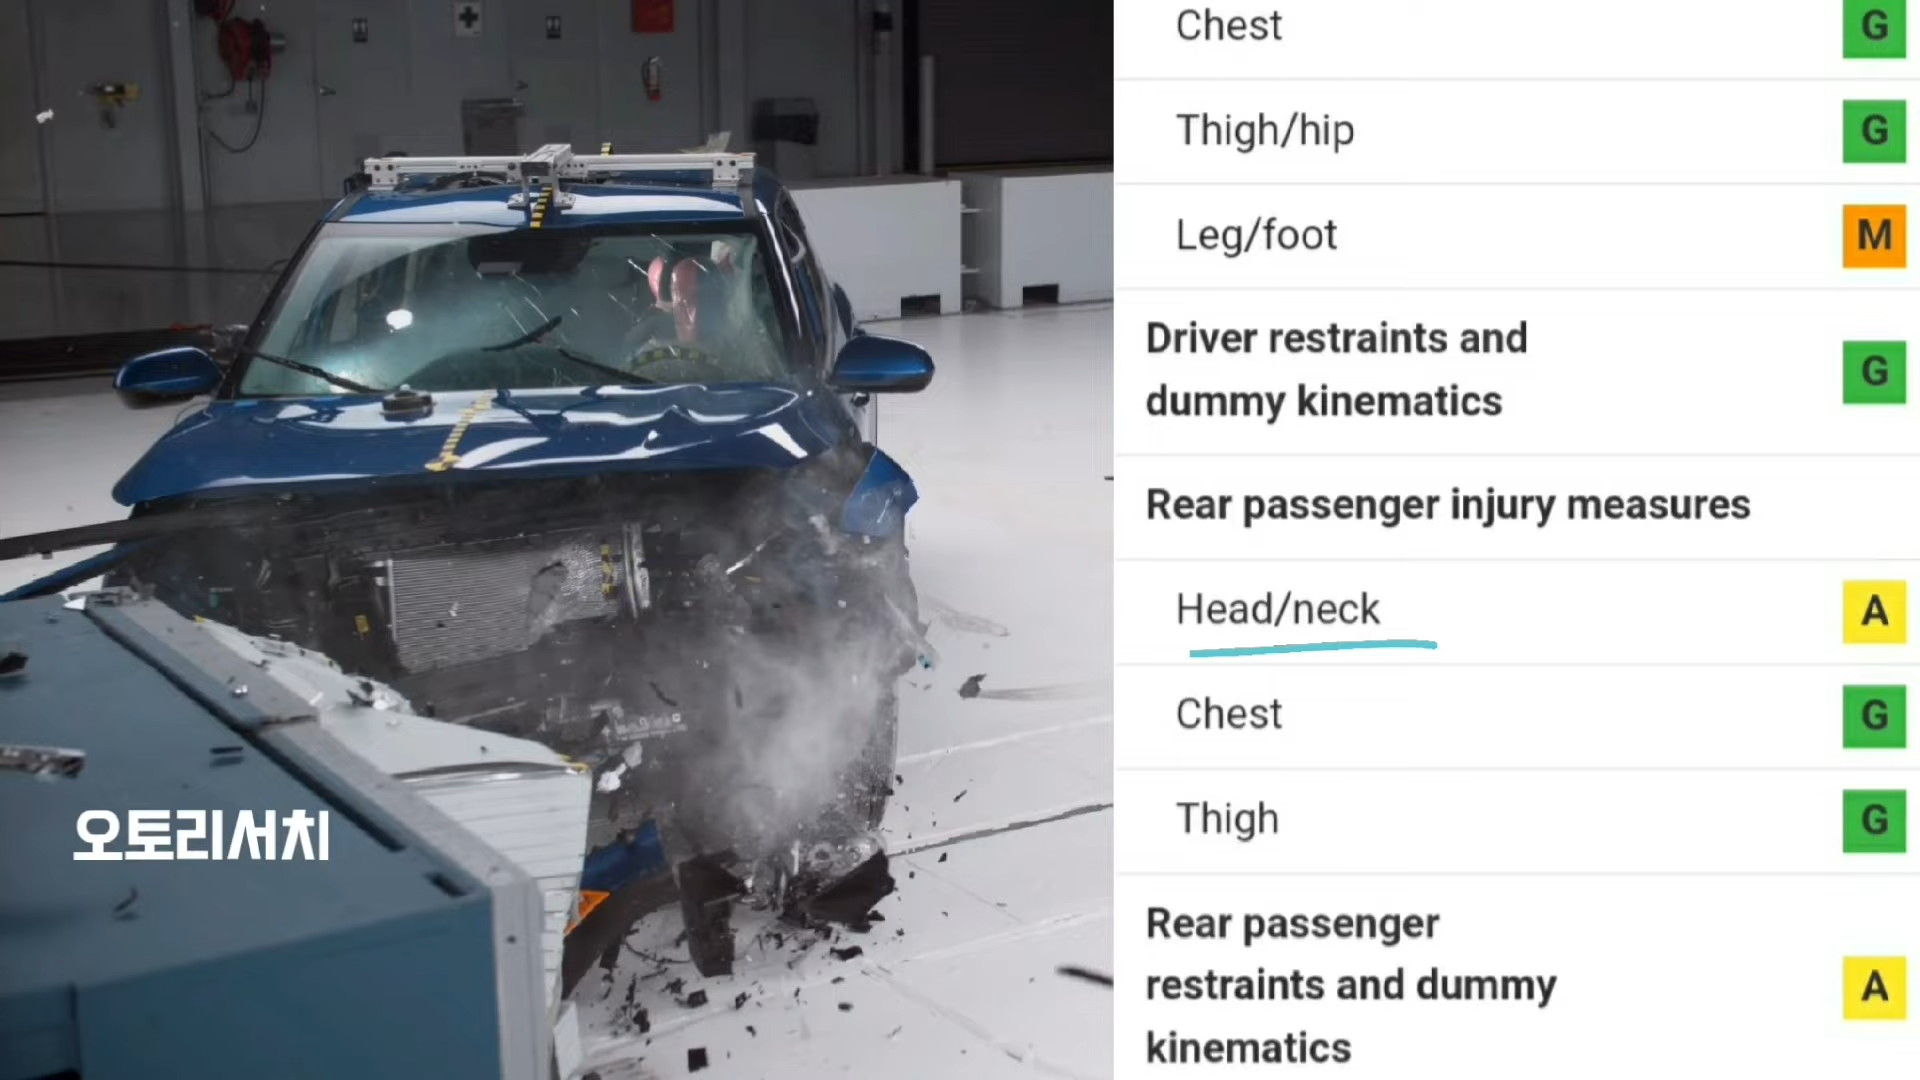 Chest
G
Thigh/hip
G
Leg/foot
M
Driver restraints and
dummy kinematics
G
Rear passenger injury measures
Head/neck
A
Chest
G
Thigh
G
Rear passenger
restraints and dummy
kinematics
A
오토리서치